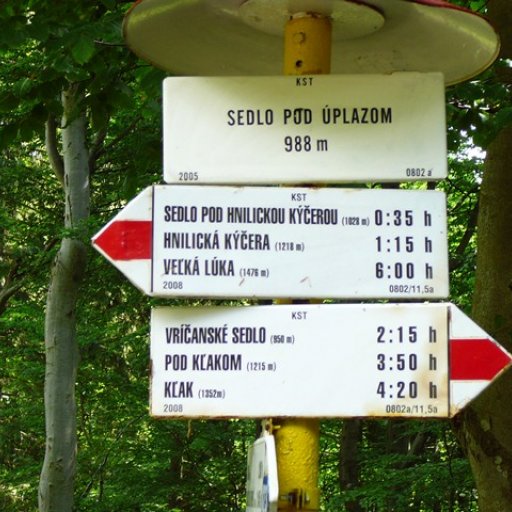 KST
SEDLO POD ÚPLAZOM
988 m
2005 0802 a
KST
SEDLO POD HNILICKOU KÝČEROU (1028 m) 0:35 h
HNILICKÁ KÝČERA (1218 m) 1:15 h
VEĽKÁ LÚKA (1476 m) 6:00 h
2008 0802/11,5a
KST
VRÍČANSKÉ SEDLO (950 m) 2:15 h
POD KĽAKOM (1215 m) 3:50 h
KĽAK (1352m) 4:20 h
2008 0802a/11,5a